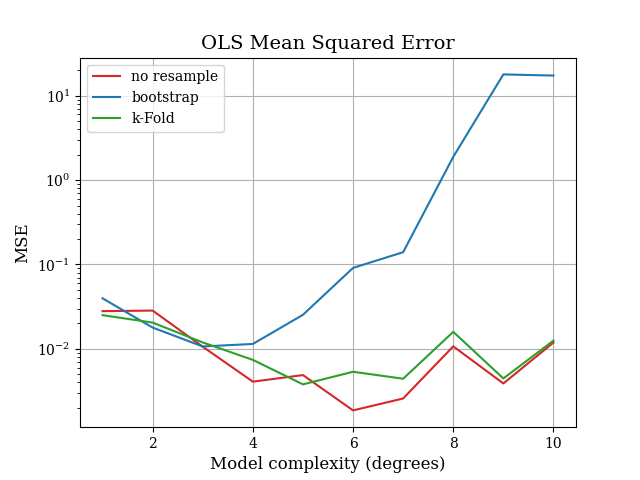 OLS Mean Squared Error
no resample
bootstrap
k-Fold
MSE
10¹
10⁰
10⁻¹
10⁻²
2 4 6 8 10
Model complexity (degrees)